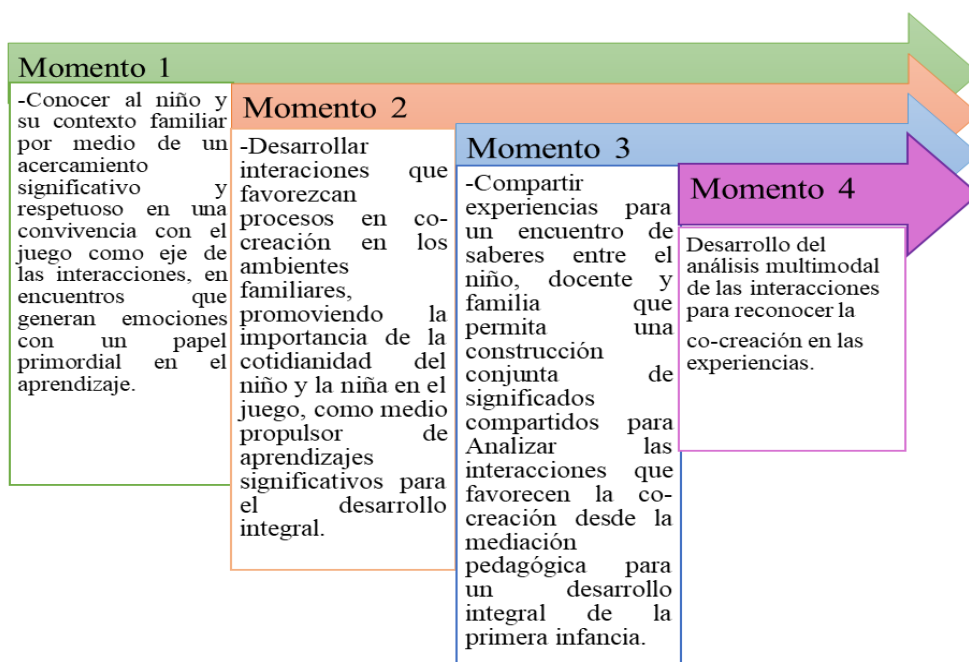 Momento 1
-Conocer al niño y
su contexto familiar
por medio de un
acercamiento
significativo y
respetuoso en una
convivencia con el
juego como eje de
las interacciones, en
encuentros que
generan emociones
con un papel
primordial en el
aprendizaje.
Momento 2
-Desarrollar
interaciones que
favorezcan
procesos en co-
creación en los
ambientes
familiares,
promoviendo la
importancia de la
cotidianidad del
niño y la niña en el
juego, como medio
propulsor de
aprendizajes
significativos para
el desarrollo
integral.
Momento 3
-Compartir
experiencias para
un encuentro de
saberes entre el
niño, docente y
familia que
permita una
construcción
conjunta de
significados
compartidos para
Analizar las
interacciones que
favorecen la co-
creación desde la
mediación
pedagógica para
un desarrollo
integral de la
primera infancia.
Momento 4
Desarrollo del
análisis multimodal
de las interacciones
para reconocer la
co-creación en las
experiencias.